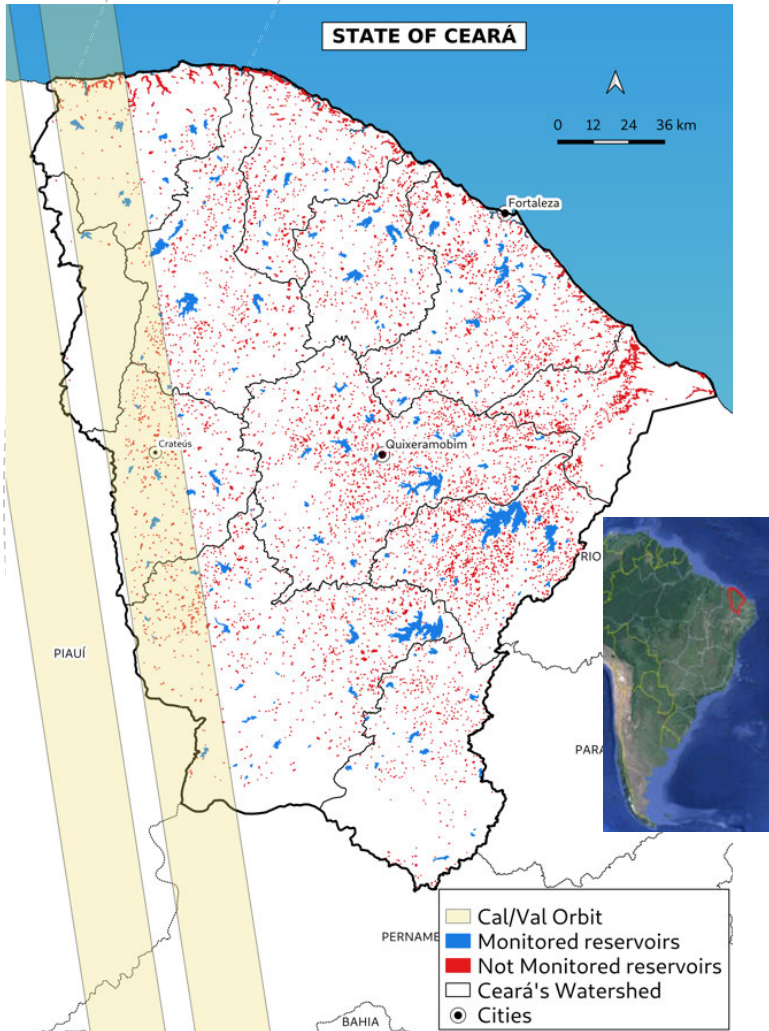 STATE OF CEARÁ
0 12 24 36 km
Fortaleza
Crateús
Quixeramobim
RIO
PIAUÍ
PARA
PERNAMB
Cal/Val Orbit
Monitored reservoirs
Not Monitored reservoirs
Ceará's Watershed
Cities
BAHIA